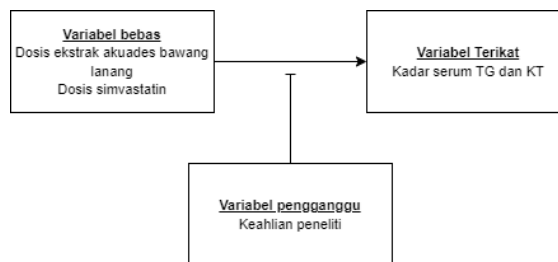 Variabel bebas
Dosis ekstrak akuades bawang
lanang
Dosis simvastatin
Variabel Terikat
Kadar serum TG dan KT
Variabel pengganggu
Keahlian peneliti